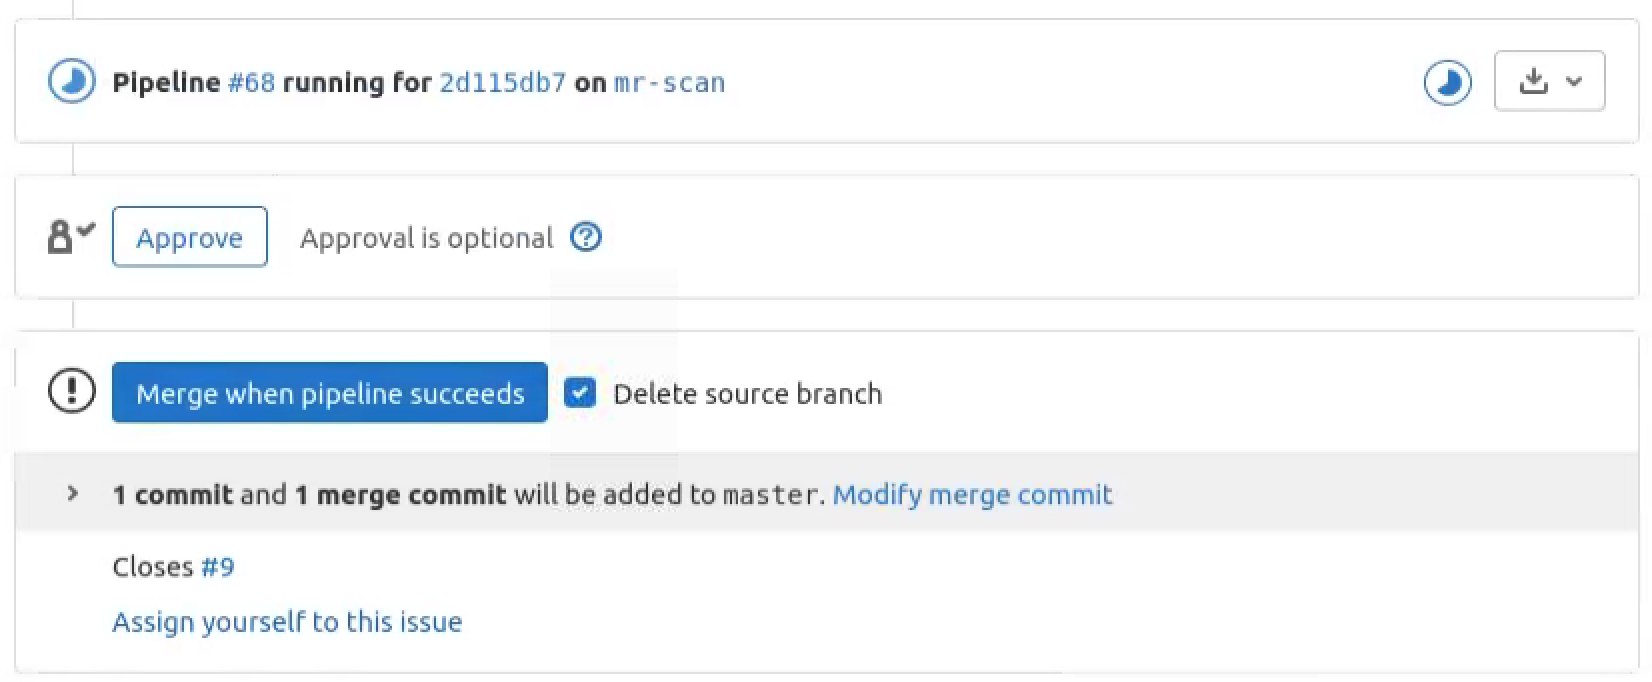 Pipeline #68 running for 2d115db7 on mr-scan
Approve Approval is optional
Merge when pipeline succeeds Delete source branch
1 commit and 1 merge commit will be added to master. Modify merge commit
Closes #9
Assign yourself to this issue